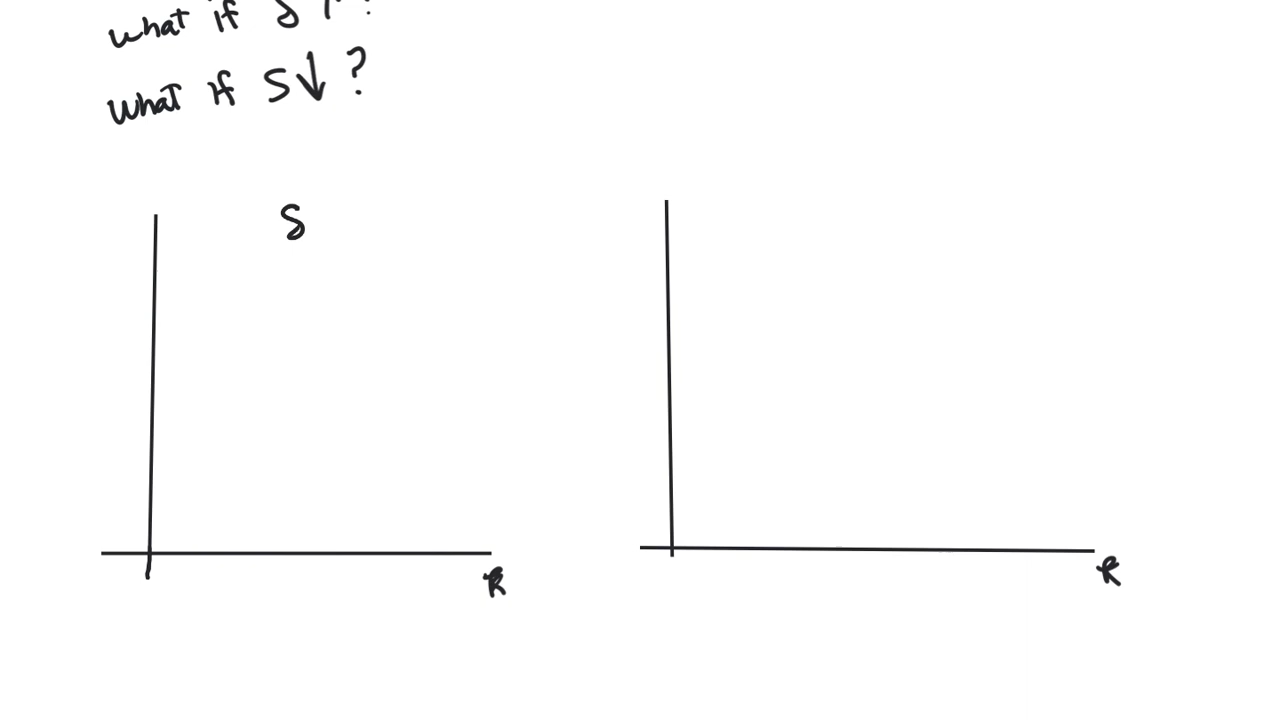 what if S ↑?
What if S↓?
S
k
k